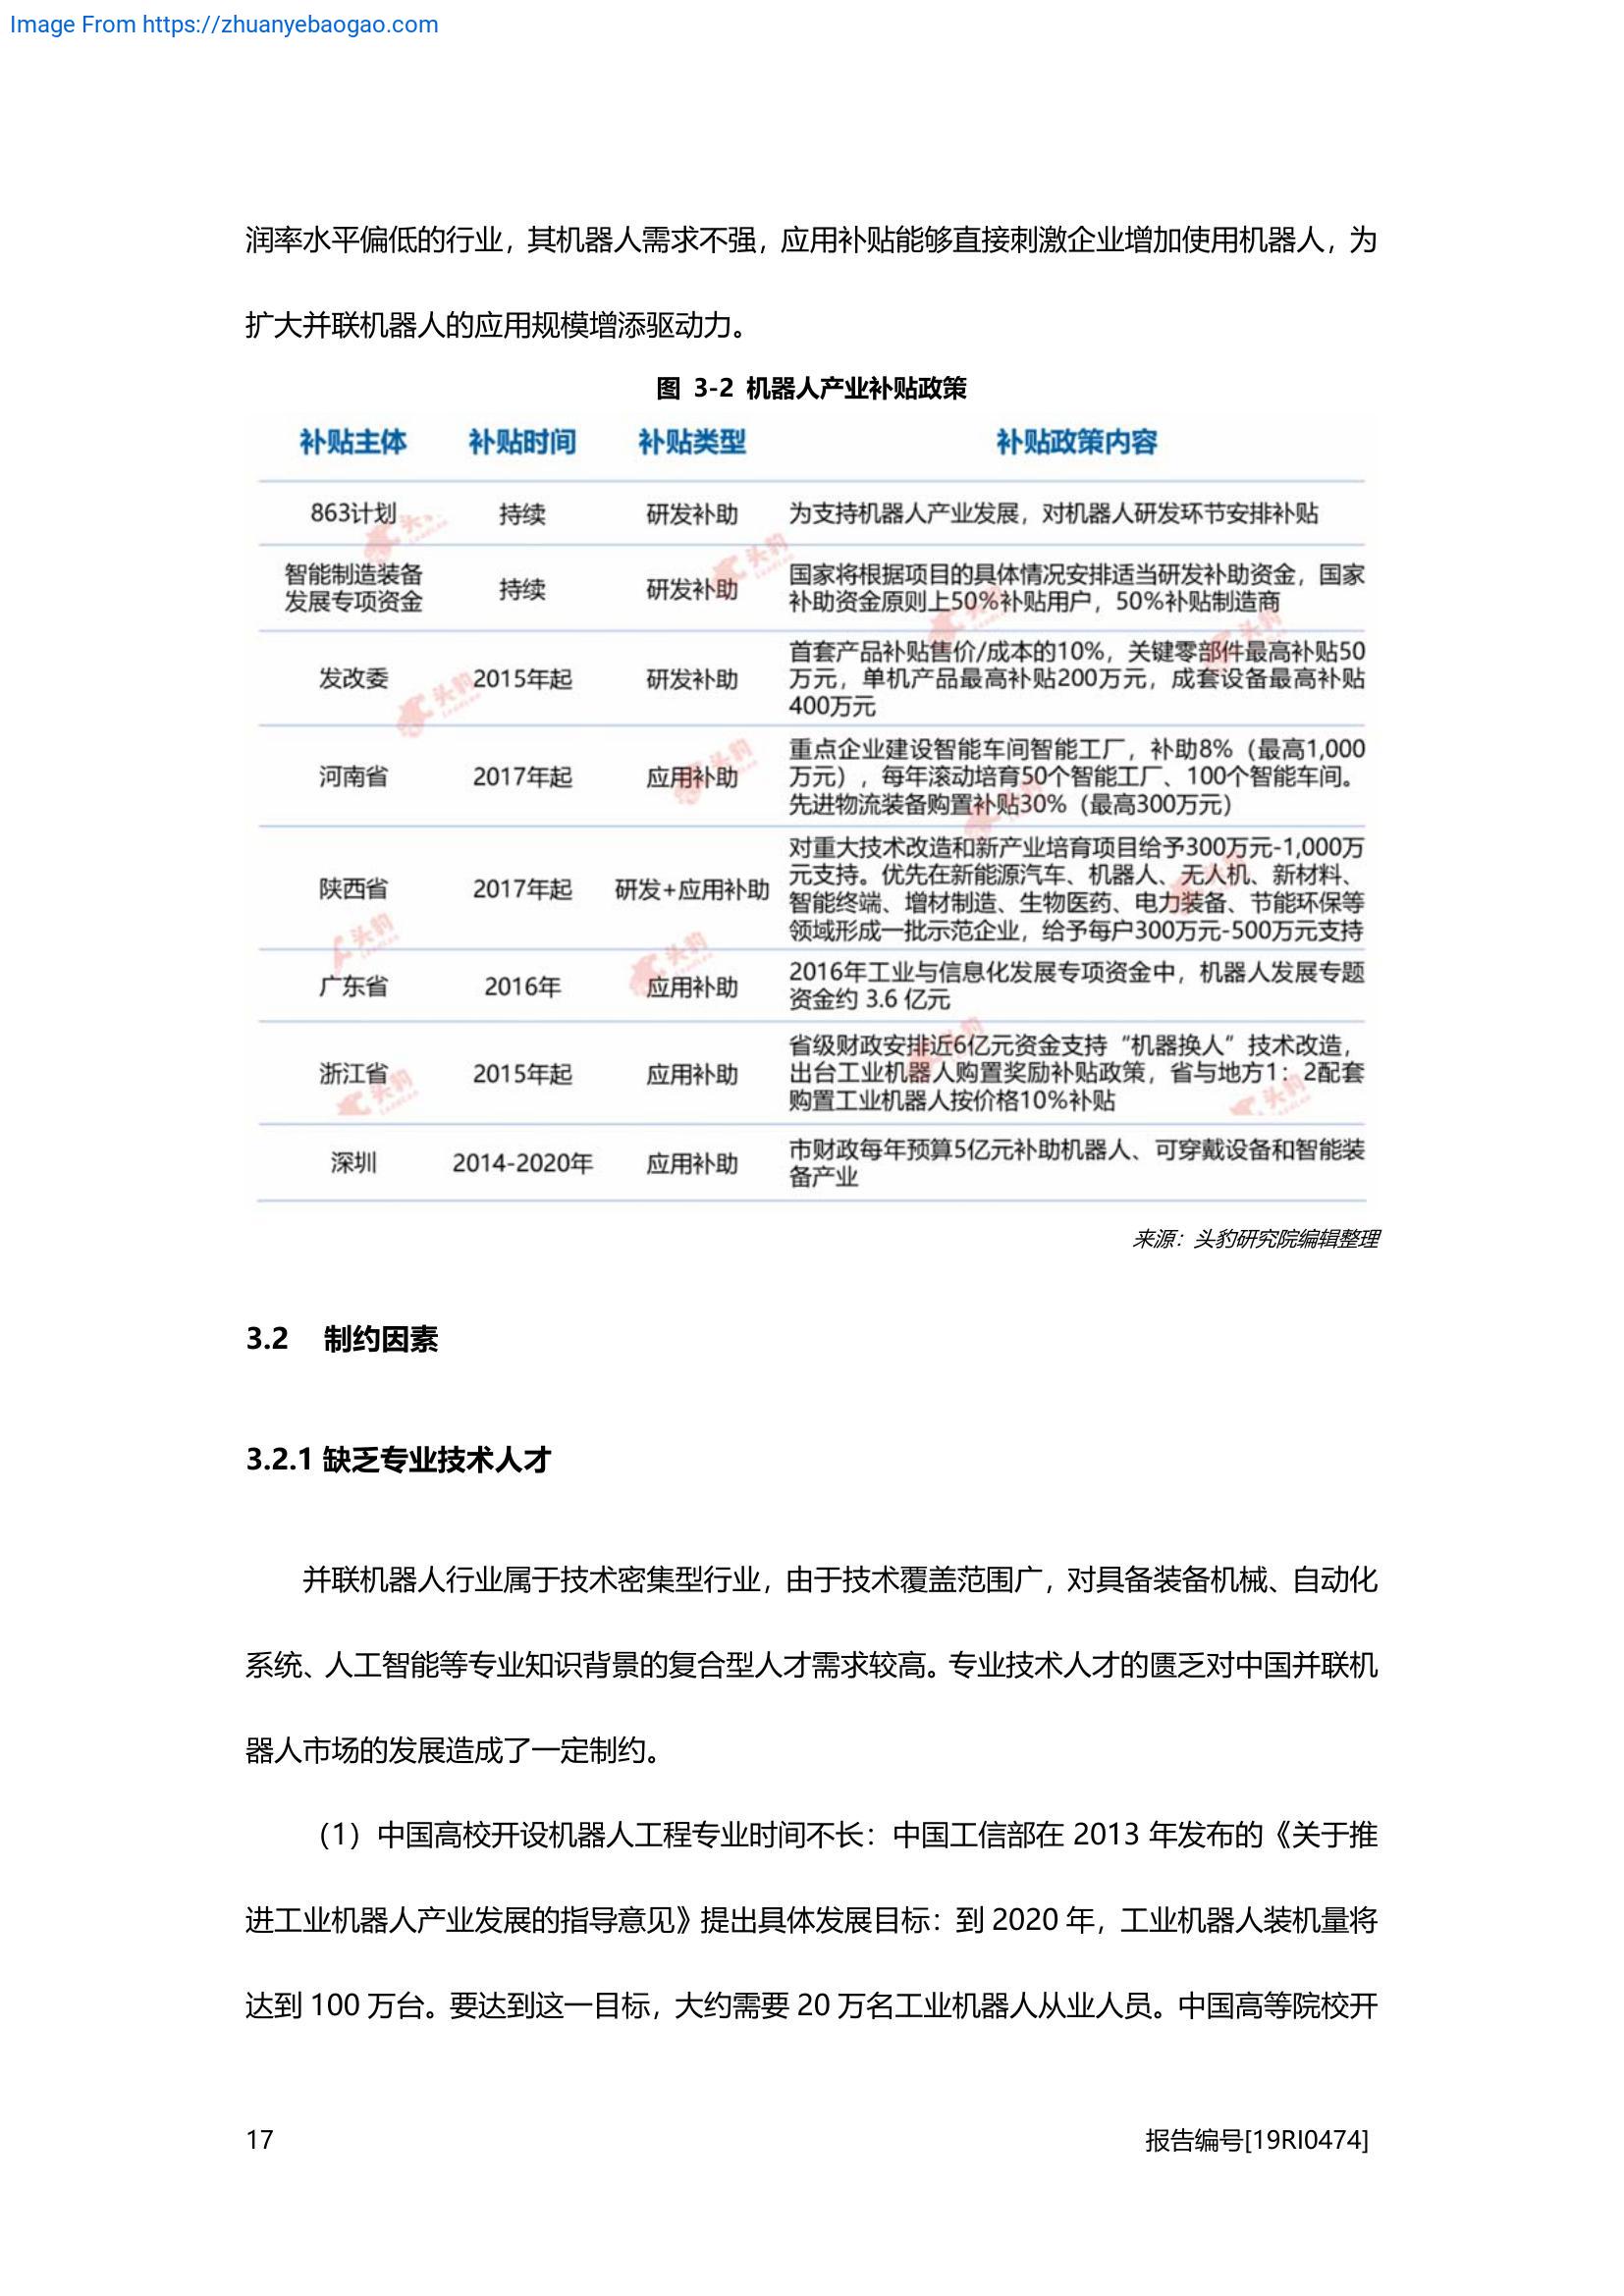 Image From https://zhuanyebaogao.com
润率水平偏低的行业，其机器人需求不强，应用补贴能够直接刺激企业增加使用机器人，为
扩大并联机器人的应用规模增添驱动力。
图 3-2 机器人产业补贴政策
补贴主体 补贴时间 补贴类型 补贴政策内容
863计划 持续 研发补助 为支持机器人产业发展，对机器人研发环节安排补贴
智能制造装备
发展专项资金 持续 研发补助 国家将根据项目的具体情况安排适当研发补助资金，国家
补助资金原则上50%补贴用户，50%补贴制造商
发改委 2015年起 研发补助 首套产品补贴售价/成本的10%，关键零部件最高补贴50
万元，单机产品最高补贴200万元，成套设备最高补贴
400万元
河南省 2017年起 应用补助 重点企业建设智能车间智能工厂，补助8%（最高1,000
万元），每年滚动培育50个智能工厂、100个智能车间。
先进物流装备购置补贴30%（最高300万元）
陕西省 2017年起 研发+应用补助 对重大技术改造和新产业培育项目给予300万元-1,000万
元支持。优先在新能源汽车、机器人、无人机、新材料、
智能终端、增材制造、生物医药、电力装备、节能环保等
领域形成一批示范企业，给予每户300万元-500万元支持
广东省 2016年 应用补助 2016年工业与信息化发展专项资金中，机器人发展专题
资金约 3.6 亿元
浙江省 2015年起 应用补助 省级财政安排近6亿元资金支持“机器换人”技术改造，
出台工业机器人购置奖励补贴政策，省与地方1：2配套
购置工业机器人按价格10%补贴
深圳 2014-2020年 应用补助 市财政每年预算5亿元补助机器人、可穿戴设备和智能装
备产业
来源：头豹研究院编辑整理
3.2 制约因素
3.2.1 缺乏专业技术人才
并联机器人行业属于技术密集型行业，由于技术覆盖范围广，对具备装备机械、自动化
系统、人工智能等专业知识背景的复合型人才需求较高。专业技术人才的匮乏对中国并联机
器人市场的发展造成了一定制约。
（1）中国高校开设机器人工程专业时间不长：中国工信部在 2013 年发布的《关于推
进工业机器人产业发展的指导意见》提出具体发展目标：到 2020 年，工业机器人装机量将
达到 100 万台。要达到这一目标，大约需要 20 万名工业机器人从业人员。中国高等院校开
17 报告编号[19RI0474]